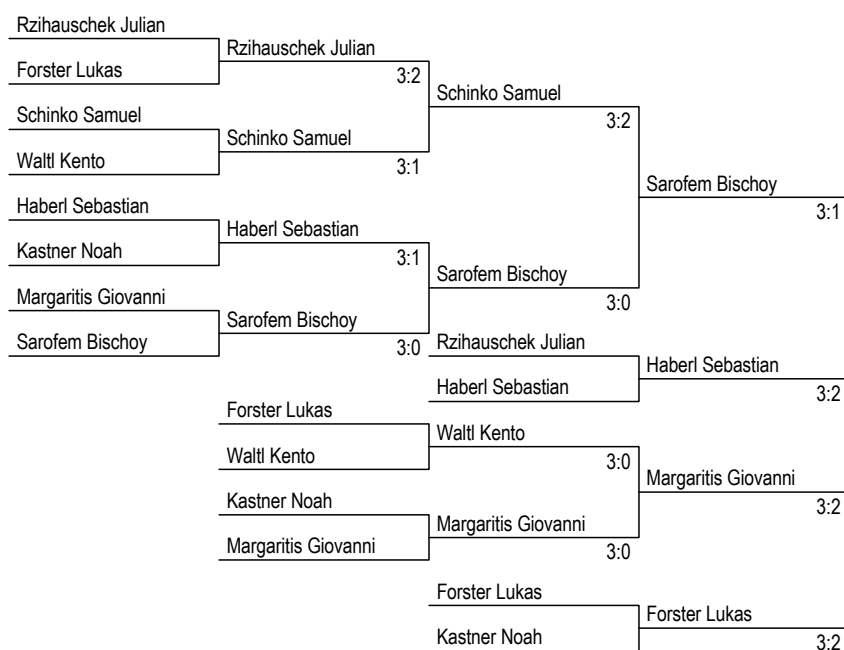 Rzihauschek Julian
Rzihauschek Julian
Forster Lukas
3:2
Schinko Samuel
Schinko Samuel
3:2
Schinko Samuel
Waltl Kento
3:1
Sarofem Bischoy
3:1
Haberl Sebastian
Haberl Sebastian
Kastner Noah
3:1
Sarofem Bischoy
3:0
Margaritis Giovanni
Sarofem Bischoy
Sarofem Bischoy
3:0
Rzihauschek Julian
Haberl Sebastian
Haberl Sebastian
3:2
Forster Lukas
Waltl Kento
Waltl Kento
3:0
Margaritis Giovanni
3:2
Kastner Noah
Margaritis Giovanni
Margaritis Giovanni
3:0
Forster Lukas
Forster Lukas
Kastner Noah
3:2